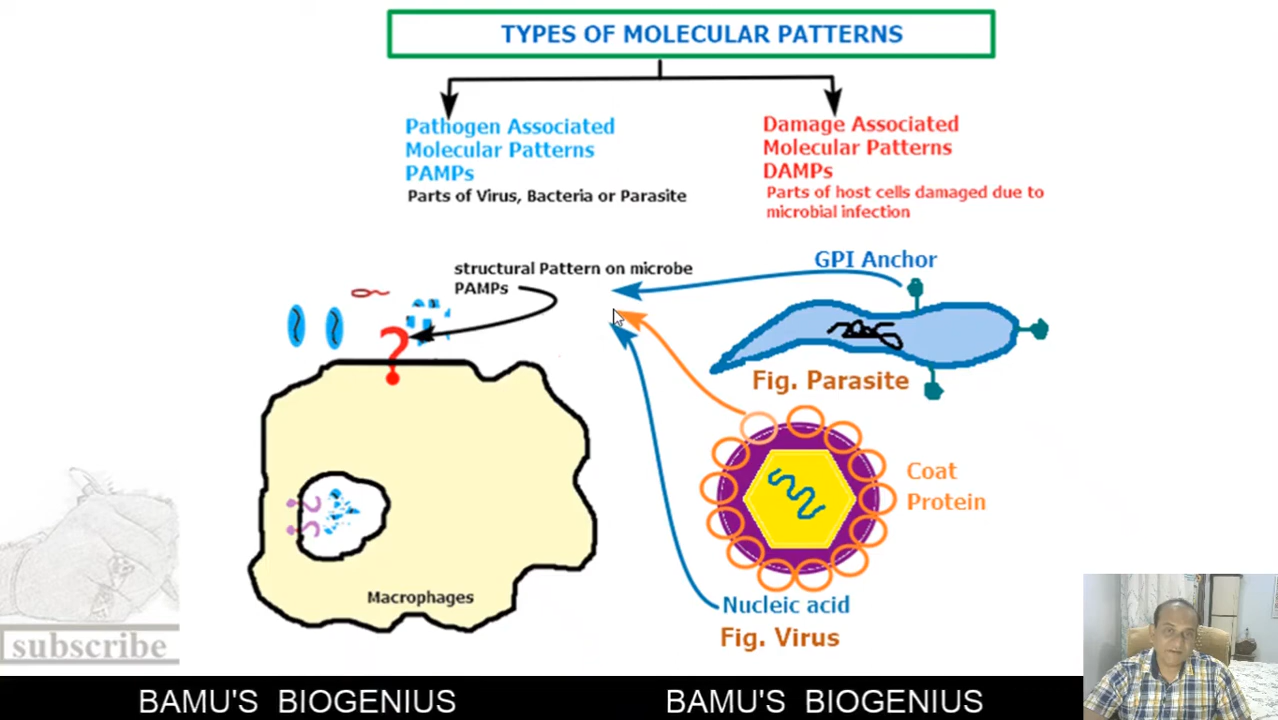 TYPES OF MOLECULAR PATTERNS
Pathogen Associated
Molecular Patterns
PAMPs
Parts of Virus, Bacteria or Parasite
Damage Associated
Molecular Patterns
DAMPs
Parts of host cells damaged due to
microbial infection
structural Pattern on microbe
PAMPs
GPI Anchor
?
Fig. Parasite
Coat
Protein
Macrophages
Nucleic acid
Fig. Virus
subscribe
BAMU'S BIOGENIUS
BAMU'S BIOGENIUS